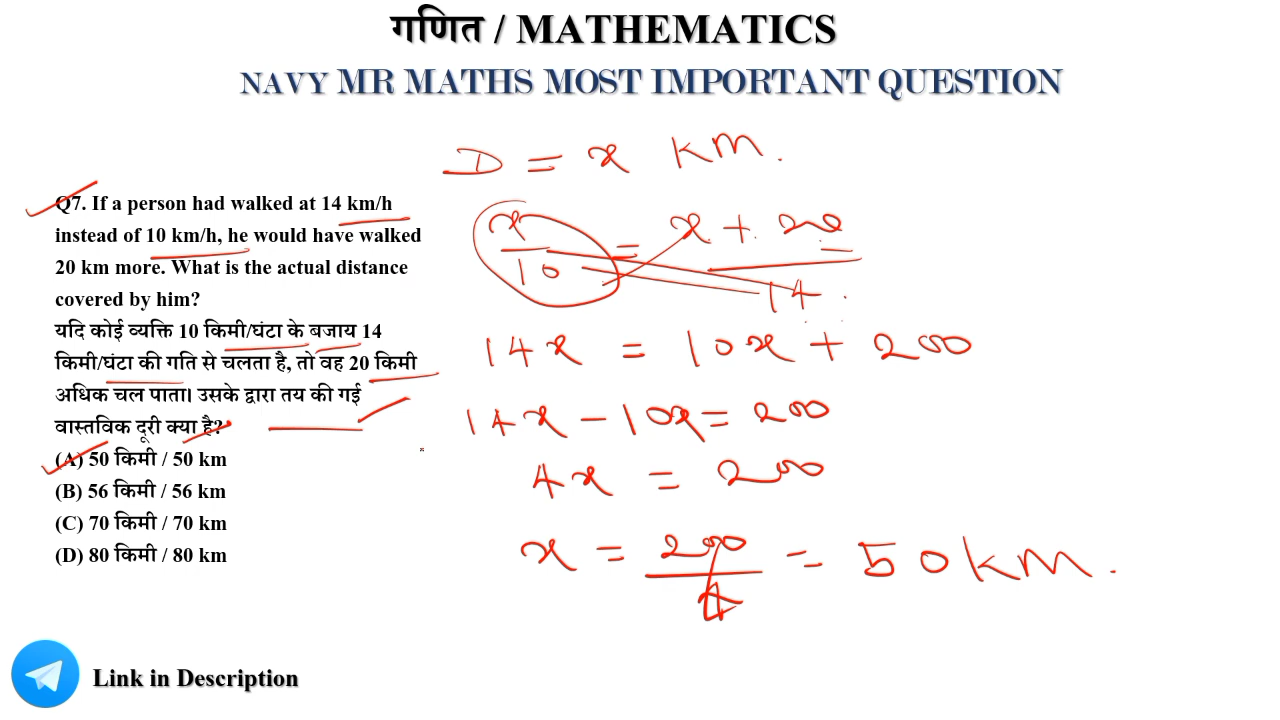 गणित / MATHEMATICS
NAVY MR MATHS MOST IMPORTANT QUESTION
D = x KM.
Q7. If a person had walked at 14 km/h
instead of 10 km/h, he would have walked
20 km more. What is the actual distance
covered by him?
यदि कोई व्यक्ति 10 किमी/घंटा के बजाय 14
किमी/घंटा की गति से चलता है, तो वह 20 किमी
अधिक चल पाता। उसके द्वारा तय की गई
वास्तविक दूरी क्या है?
(A) 50 किमी / 50 km
(B) 56 किमी / 56 km
(C) 70 किमी / 70 km
(D) 80 किमी / 80 km
x = x + 20
10 14
14x = 10x + 200
14x - 10x = 200
4x = 200
x = 200 = 50 KM.
4
Link in Description